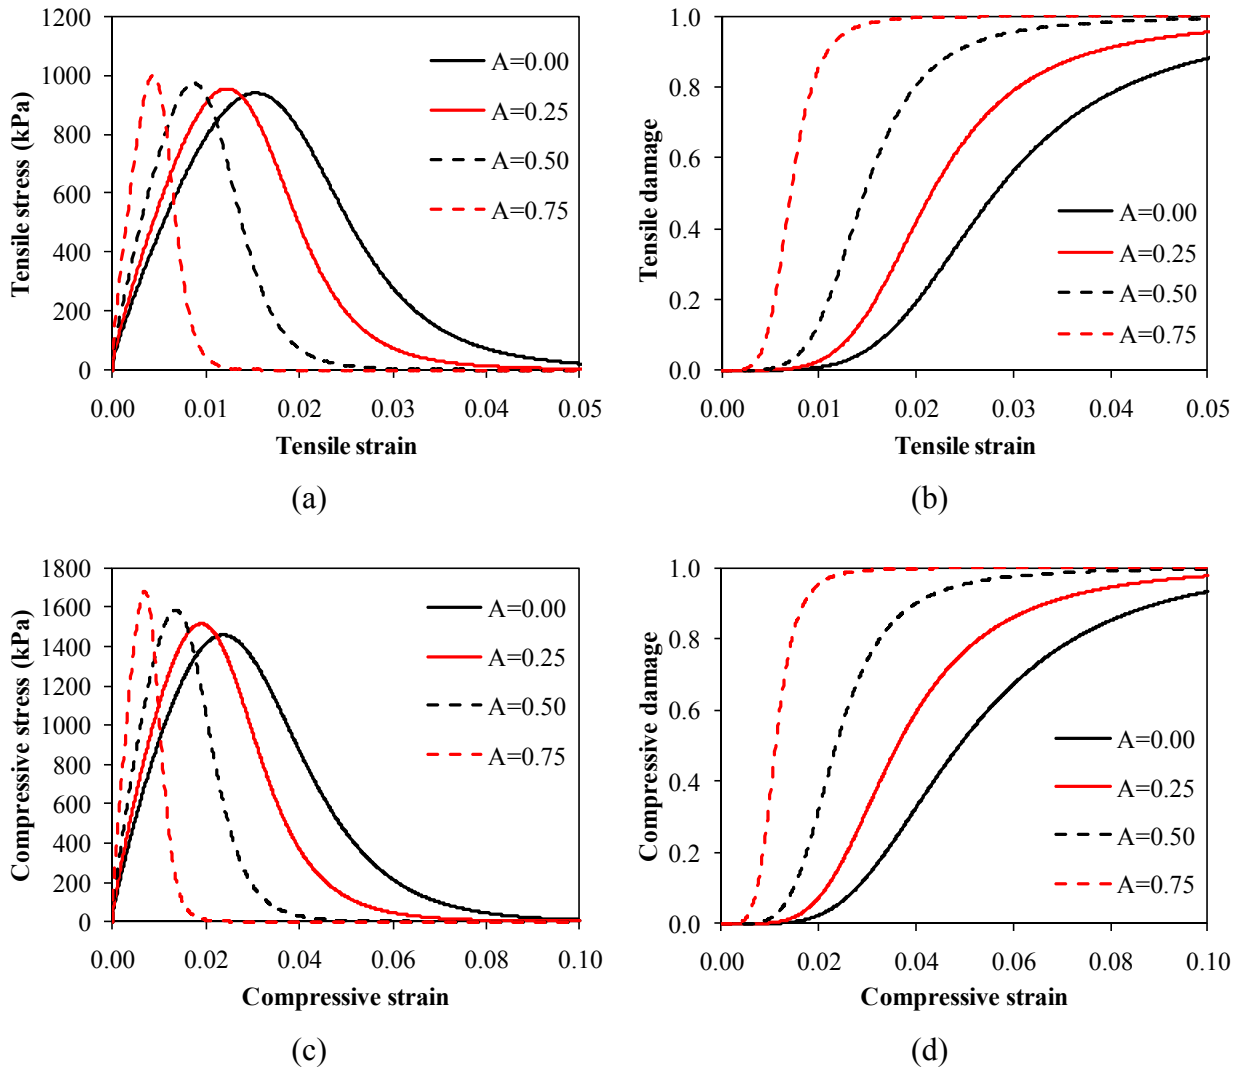 1200
1000
800
600
400
200
0
Tensile stress (kPa)
A=0.00
A=0.25
A=0.50
A=0.75
0.00 0.01 0.02 0.03 0.04 0.05
Tensile strain
(a)
1.0
0.8
0.6
0.4
0.2
0.0
Tensile damage
A=0.00
A=0.25
A=0.50
A=0.75
0.00 0.01 0.02 0.03 0.04 0.05
Tensile strain
(b)
1800
1600
1400
1200
1000
800
600
400
200
0
Compressive stress (kPa)
A=0.00
A=0.25
A=0.50
A=0.75
0.00 0.02 0.04 0.06 0.08 0.10
Compressive strain
(c)
1.0
0.8
0.6
0.4
0.2
0.0
Compressive damage
A=0.00
A=0.25
A=0.50
A=0.75
0.00 0.02 0.04 0.06 0.08 0.10
Compressive strain
(d)